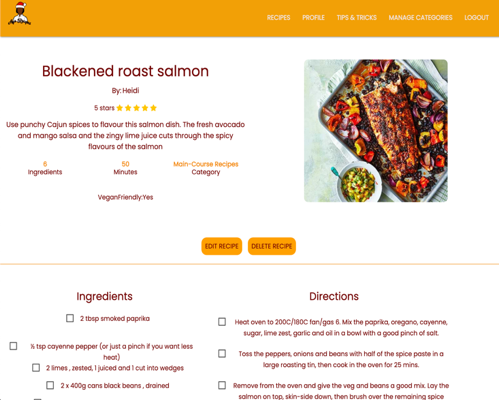 RECIPES PROFILE TIPS & TRICKS MANAGE CATEGORIES LOGOUT
Blackened roast salmon
By: Heidi
5 stars
Use punchy Cajun spices to flavour this salmon dish. The fresh avocado
and mango salsa and the zingy lime juice cuts through the spicy
flavours of the salmon
6 50 Main-Course Recipes
Ingredients Minutes Category
VeganFriendly:Yes
EDIT RECIPE DELETE RECIPE
Ingredients
2 tbsp smoked paprika
½ tsp cayenne pepper (or just a pinch if you want less
heat)
2 limes , zested, 1 juiced and 1 cut into wedges
2 x 400g cans black beans , drained
Directions
Heat oven to 200C/180C fan/gas 6. Mix the paprika, oregano, cayenne,
sugar, lime zest, garlic and oil in a bowl with a good pinch of salt.
Toss the peppers, onions and beans with half of the spice paste in a
large roasting tin, then cook in the oven for 25 mins.
Remove from the oven and give the veg and beans a good mix. Lay the
salmon on top, skin-side down, then brush over the remaining spice